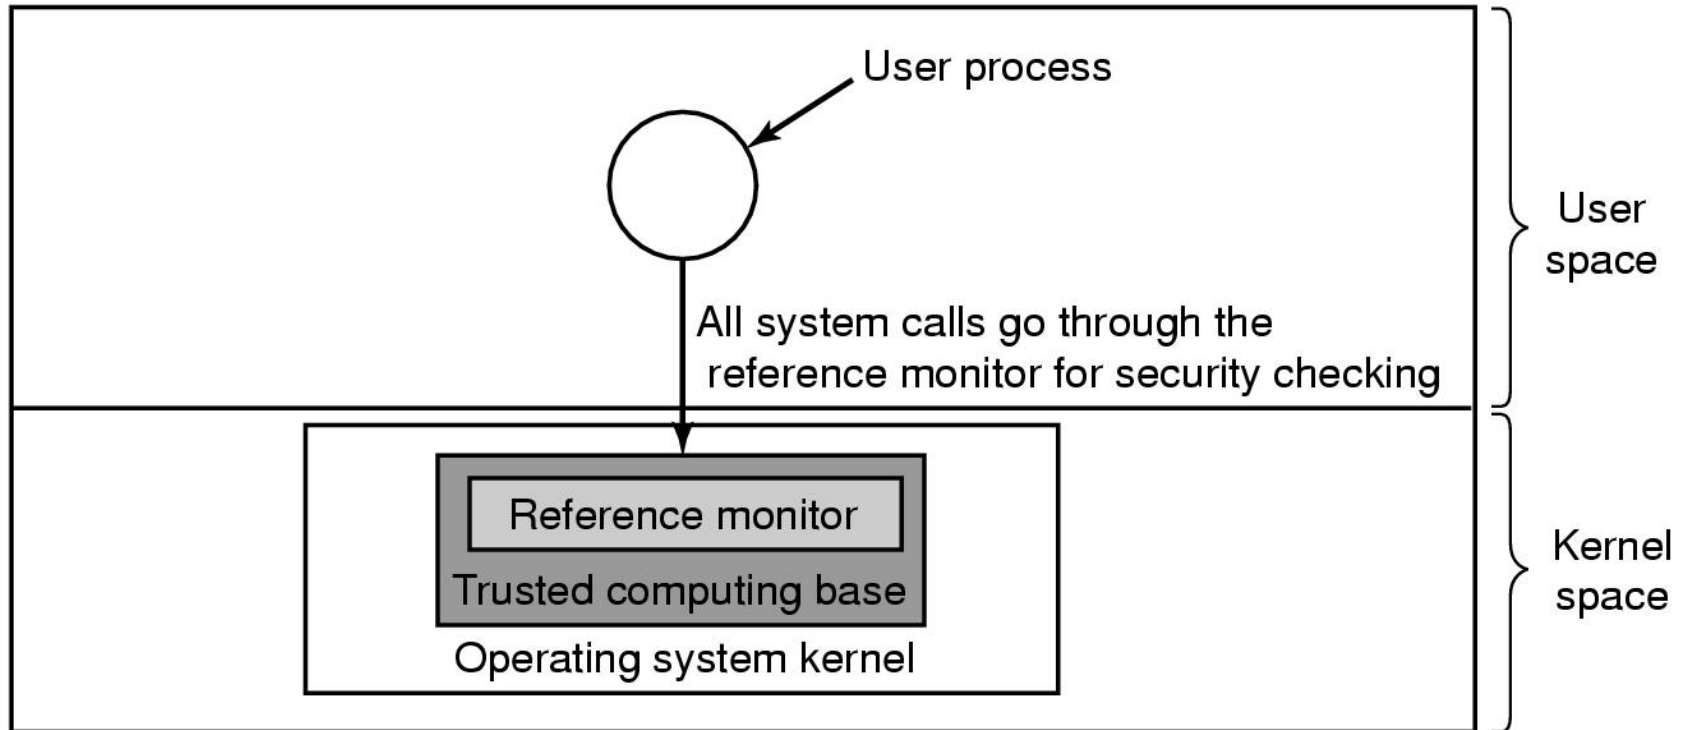 User process
User
space
All system calls go through the
reference monitor for security checking
Reference monitor
Trusted computing base
Operating system kernel
Kernel
space